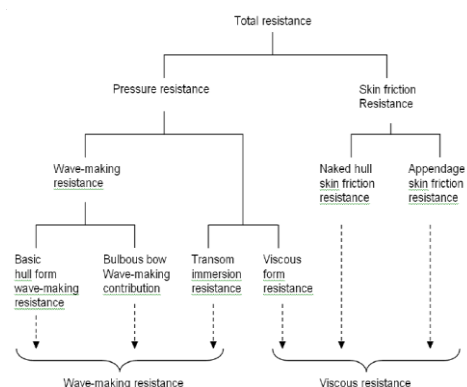 Total resistance
Pressure resistance
Skin friction
Resistance
Wave-making
resistance
Naked hull
skin friction
resistance
Appendage
skin friction
resistance
Basic
hull form
wave-making
resistance
Bulbous bow
Wave-making
contribution
Transom
immersion
resistance
Viscous
form
resistance
Wave-making resistance
Viscous resistance